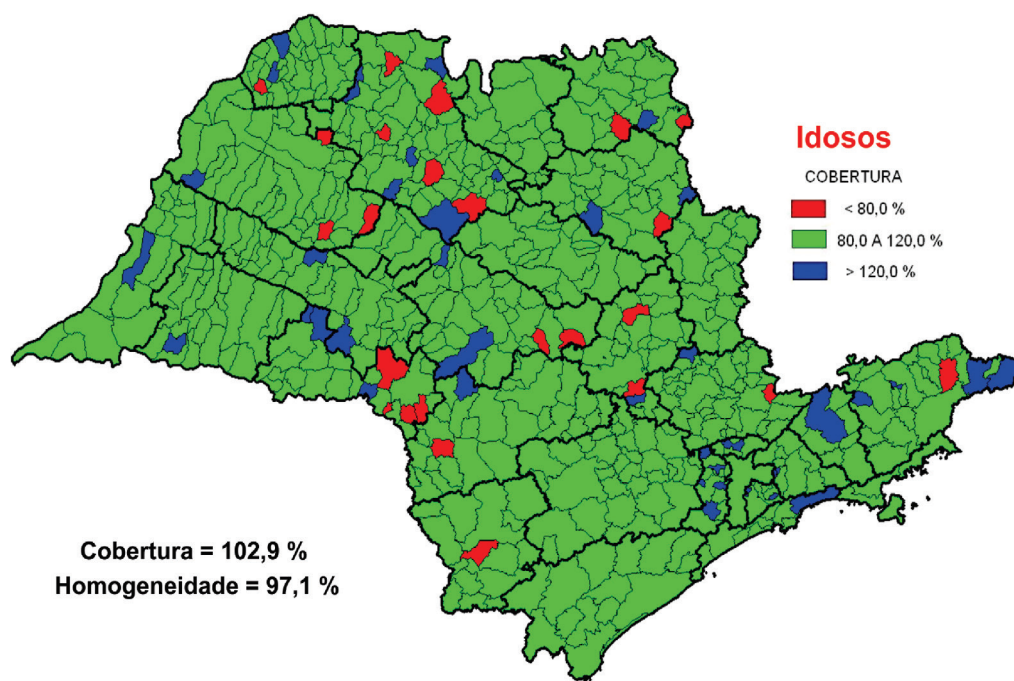 Idosos
COBERTURA
< 80,0 %
80,0 A 120,0 %
> 120,0 %
Cobertura = 102,9 %
Homogeneidade = 97,1 %